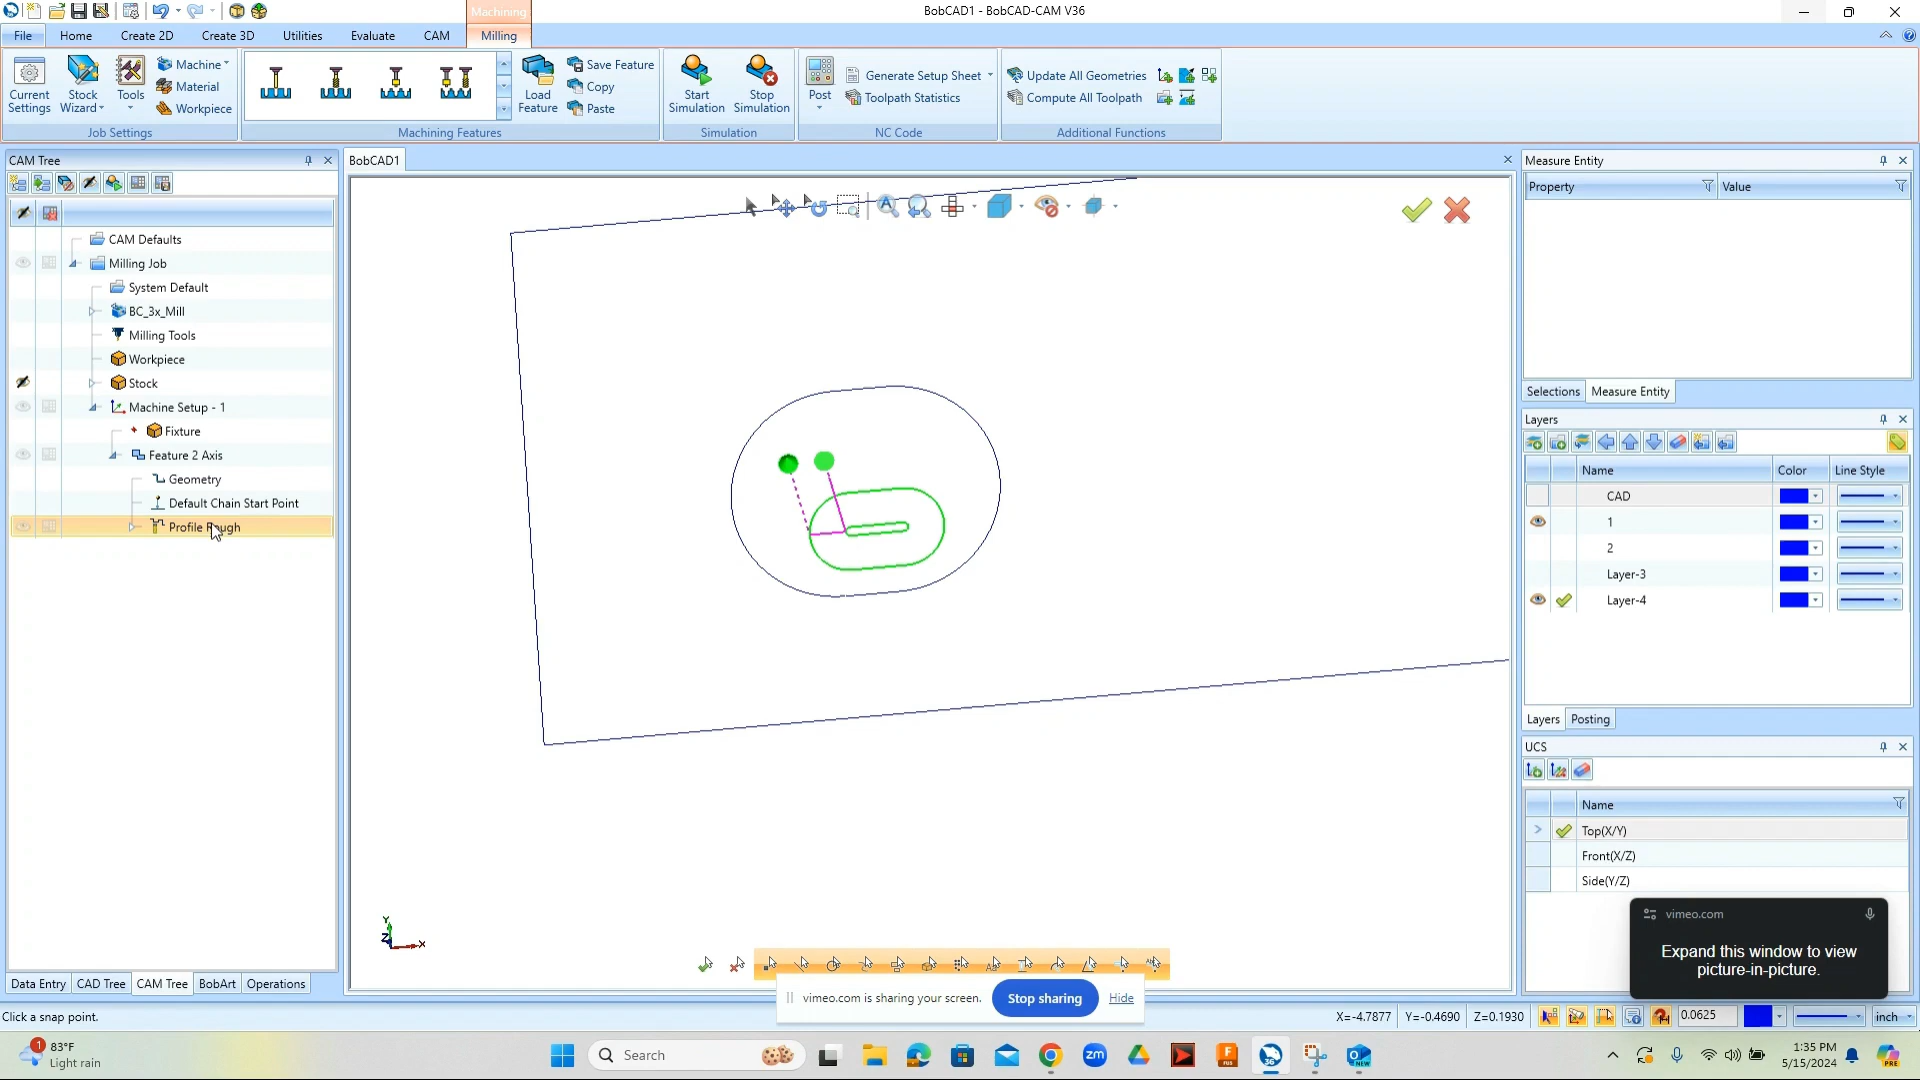 BobCAD1 - BobCAD-CAM V36
Machining
File
Home
Create 2D
Create 3D
Utilities
Evaluate
CAM
Milling
Current Settings
Stock Wizard
Tools
Machine
Material
Workpiece
Job Settings
Machining Features
Load Feature
Save Feature
Copy
Paste
Start Simulation
Stop Simulation
Simulation
Post
Generate Setup Sheet
Toolpath Statistics
NC Code
Update All Geometries
Compute All Toolpath
Additional Functions
CAM Tree
BobCAD1
CAM Defaults
Milling Job
System Default
BC_3x_Mill
Milling Tools
Workpiece
Stock
Machine Setup - 1
Fixture
Feature 2 Axis
Geometry
Default Chain Start Point
Profile Rough
Data Entry
CAD Tree
CAM Tree
BobArt
Operations
Y
Z
X
Measure Entity
Property
Value
Selections
Measure Entity
Layers
Name
Color
Line Style
CAD
1
2
Layer-3
Layer-4
Layers
Posting
UCS
Name
Top(X/Y)
Front(X/Z)
Side(Y/Z)
vimeo.com
Expand this window to view
picture-in-picture.
vimeo.com is sharing your screen.
Stop sharing
Hide
Click a snap point.
X=-4.7877
Y=-0.4690
Z=0.1930
0.0625
inch
1
83°F
Light rain
Search
zm
1:35 PM
5/15/2024